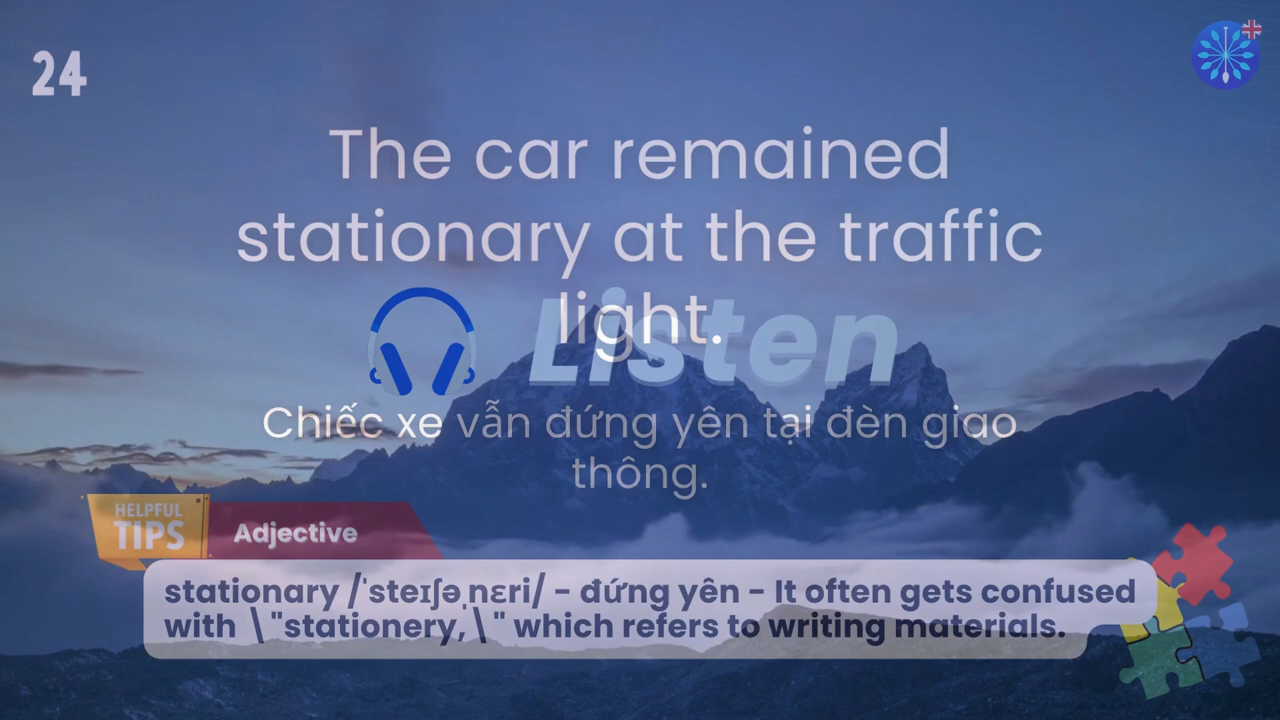 24
The car remained
stationary at the traffic
light.
Listen
Chiếc xe vẫn đứng yên tại đèn giao
thông.
HELPFUL
TIPS
Adjective
stationary /ˈsteɪʃəˌnɛri/ - đứng yên - It often gets confused
with \"stationery,\" which refers to writing materials.